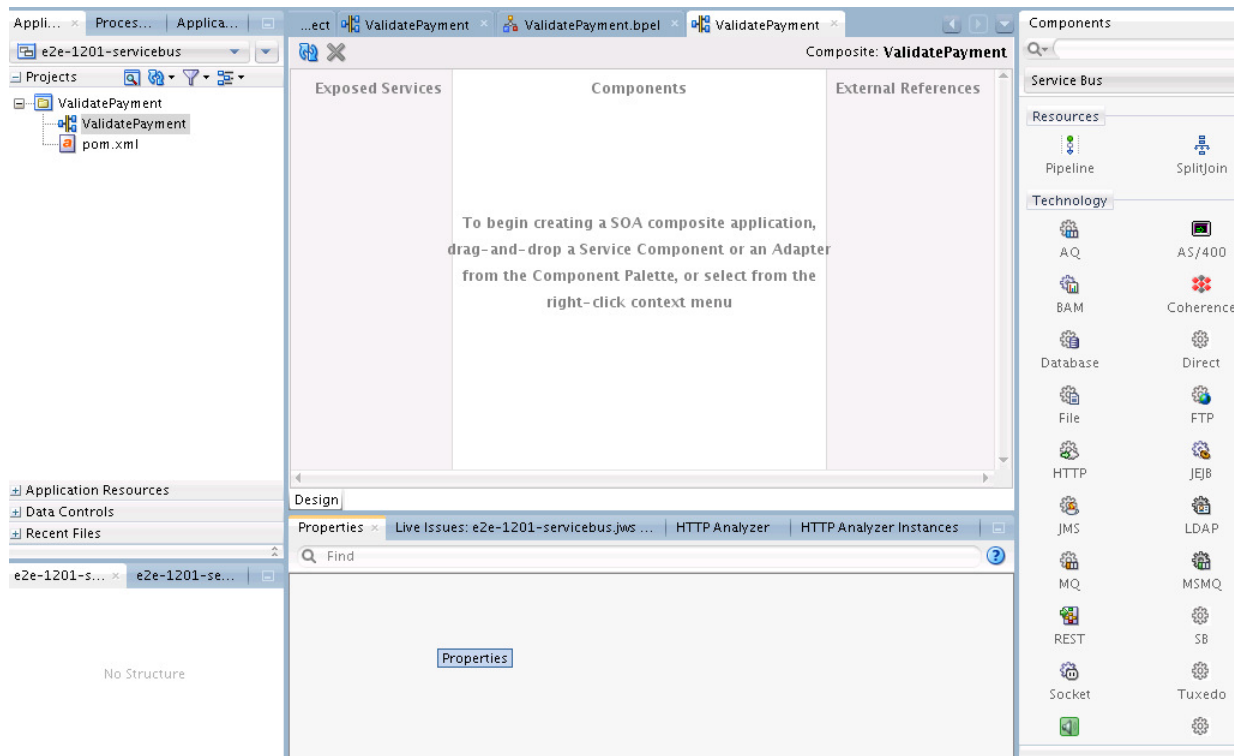 Appli...
Proces...
Applica...
e2e-1201-servicebus
Projects
ValidatePayment
ValidatePayment
pom.xml
Application Resources
Data Controls
Recent Files
e2e-1201-s...
e2e-1201-se...
No Structure
...ect
ValidatePayment
ValidatePayment.bpel
ValidatePayment
Composite: ValidatePayment
Exposed Services
Components
External References
To begin creating a SOA composite application,
drag-and-drop a Service Component or an Adapter
from the Component Palette, or select from the
right-click context menu
Design
Properties
Live Issues: e2e-1201-servicebus.jws ...
HTTP Analyzer
HTTP Analyzer Instances
Find
Properties
Components
Service Bus
Resources
Pipeline
SplitJoin
Technology
AQ
AS/400
BAM
Coherence
Database
Direct
File
FTP
HTTP
JEJB
JMS
LDAP
MQ
MSMQ
REST
SB
Socket
Tuxedo